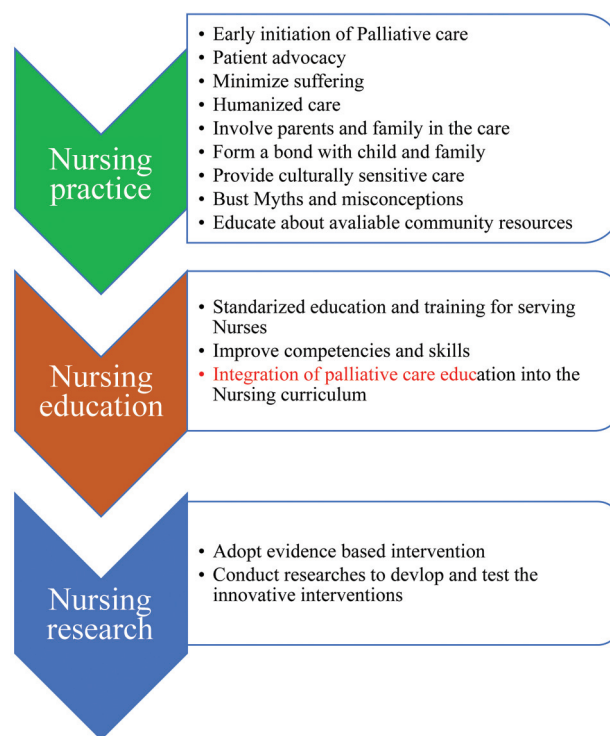 Nursing
practice
• Early initiation of Palliative care
• Patient advocacy
• Minimize suffering
• Humanized care
• Involve parents and family in the care
• Form a bond with child and family
• Provide culturally sensitive care
• Bust Myths and misconceptions
• Educate about avaliable community resources
Nursing
education
• Standarized education and training for serving
Nurses
• Improve competencies and skills
• Integration of palliative care education into the
Nursing curriculum
Nursing
research
• Adopt evidence based intervention
• Conduct researches to devlop and test the
innovative interventions